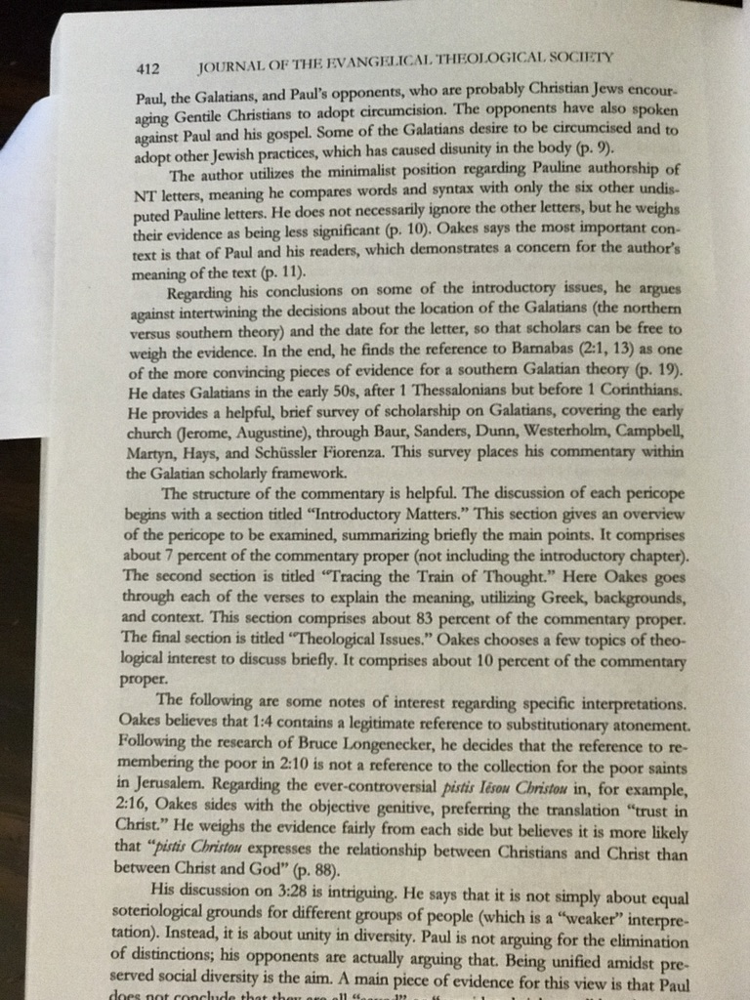 412 JOURNAL OF THE EVANGELICAL THEOLOGICAL SOCIETY
Paul, the Galatians, and Paul's opponents, who are probably Christian Jews encour-
aging Gentile Christians to adopt circumcision. The opponents have also spoken
against Paul and his gospel. Some of the Galatians desire to be circumcised and to
adopt other Jewish practices, which has caused disunity in the body (p. 9).
The author utilizes the minimalist position regarding Pauline authorship of
NT letters, meaning he compares words and syntax with only the six other undis-
puted Pauline letters. He does not necessarily ignore the other letters, but he weighs
their evidence as being less significant (p. 10). Oakes says the most important con-
text is that of Paul and his readers, which demonstrates a concern for the author's
meaning of the text (p. 11).
Regarding his conclusions on some of the introductory issues, he argues
against intertwining the decisions about the location of the Galatians (the northern
versus southern theory) and the date for the letter, so that scholars can be free to
weigh the evidence. In the end, he finds the reference to Barnabas (2:1, 13) as one
of the more convincing pieces of evidence for a southern Galatian theory (p. 19).
He dates Galatians in the early 50s, after 1 Thessalonians but before 1 Corinthians.
He provides a helpful, brief survey of scholarship on Galatians, covering the early
church (Jerome, Augustine), through Baur, Sanders, Dunn, Westerholm, Campbell,
Martyn, Hays, and Schüssler Fiorenza. This survey places his commentary within
the Galatian scholarly framework.
The structure of the commentary is helpful. The discussion of each pericope
begins with a section titled “Introductory Matters.” This section gives an overview
of the pericope to be examined, summarizing briefly the main points. It comprises
about 7 percent of the commentary proper (not including the introductory chapter).
The second section is titled “Tracing the Train of Thought.” Here Oakes goes
through each of the verses to explain the meaning, utilizing Greek, backgrounds,
and context. This section comprises about 83 percent of the commentary proper.
The final section is titled “Theological Issues.” Oakes chooses a few topics of theo-
logical interest to discuss briefly. It comprises about 10 percent of the commentary
proper.
The following are some notes of interest regarding specific interpretations.
Oakes believes that 1:4 contains a legitimate reference to substitutionary atonement.
Following the research of Bruce Longenecker, he decides that the reference to re-
membering the poor in 2:10 is not a reference to the collection for the poor saints
in Jerusalem. Regarding the ever-controversial pistis Iēsou Christou in, for example,
2:16, Oakes sides with the objective genitive, preferring the translation “trust in
Christ.” He weighs the evidence fairly from each side but believes it is more likely
that “pistis Christou expresses the relationship between Christians and Christ than
between Christ and God” (p. 88).
His discussion on 3:28 is intriguing. He says that it is not simply about equal
soteriological grounds for different groups of people (which is a “weaker” interpre-
tation). Instead, it is about unity in diversity. Paul is not arguing for the elimination
of distinctions; his opponents are actually arguing that. Being unified amidst pre-
served social diversity is the aim. A main piece of evidence for this view is that Paul
does not conclude that they are all